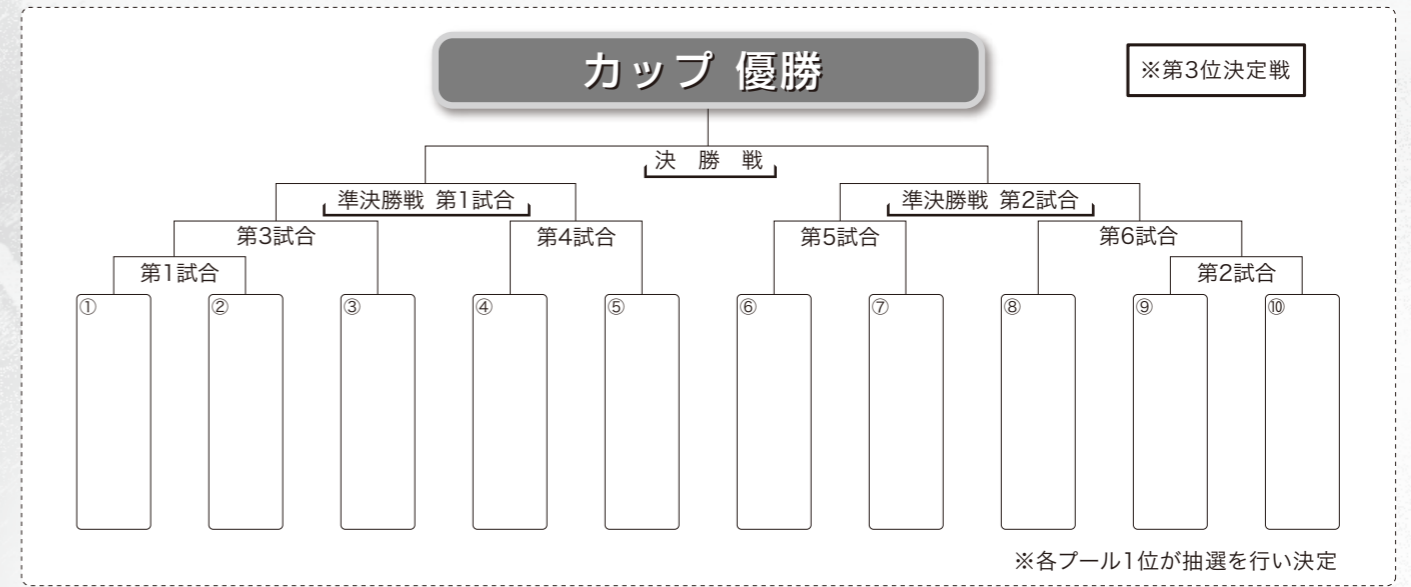 カップ 優勝
※第3位決定戦
決 勝 戦
準決勝戦 第1試合
準決勝戦 第2試合
第3試合
第4試合
第5試合
第6試合
第1試合
第2試合
①
②
③
④
⑤
⑥
⑦
⑧
⑨
⑩
※各プール1位が抽選を行い決定